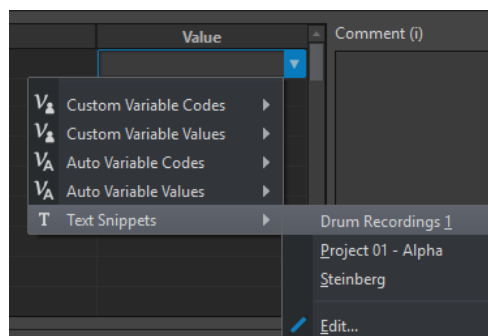 Value
Comment (i)
Custom Variable Codes
Custom Variable Values
Auto Variable Codes
Auto Variable Values
T Text Snippets
Drum Recordings 1
Project 01 - Alpha
Steinberg
Edit...